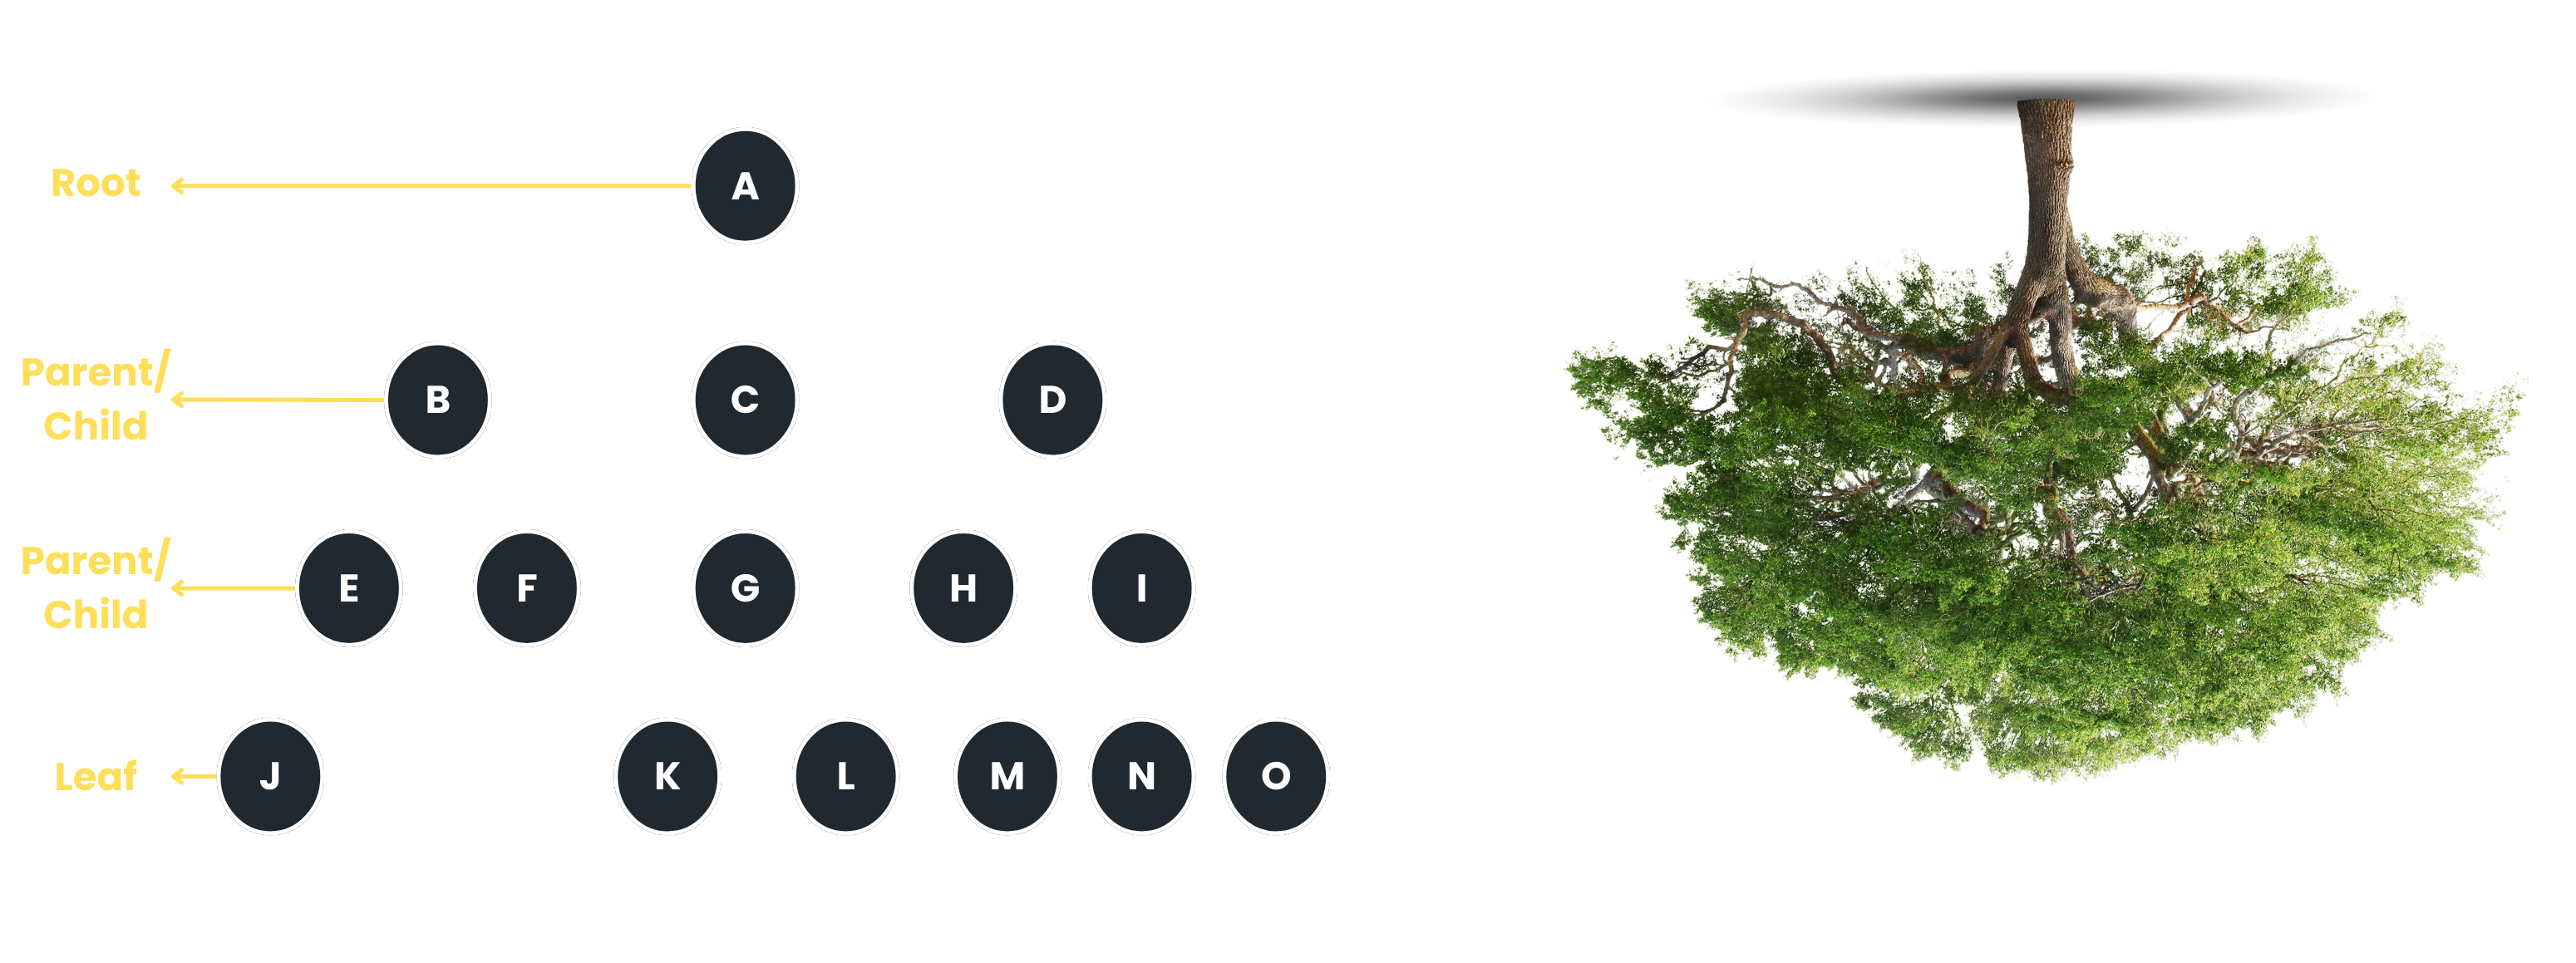 Root
A
Parent/
Child
B C D
Parent/
Child
E F G H I
Leaf
J K L M N O